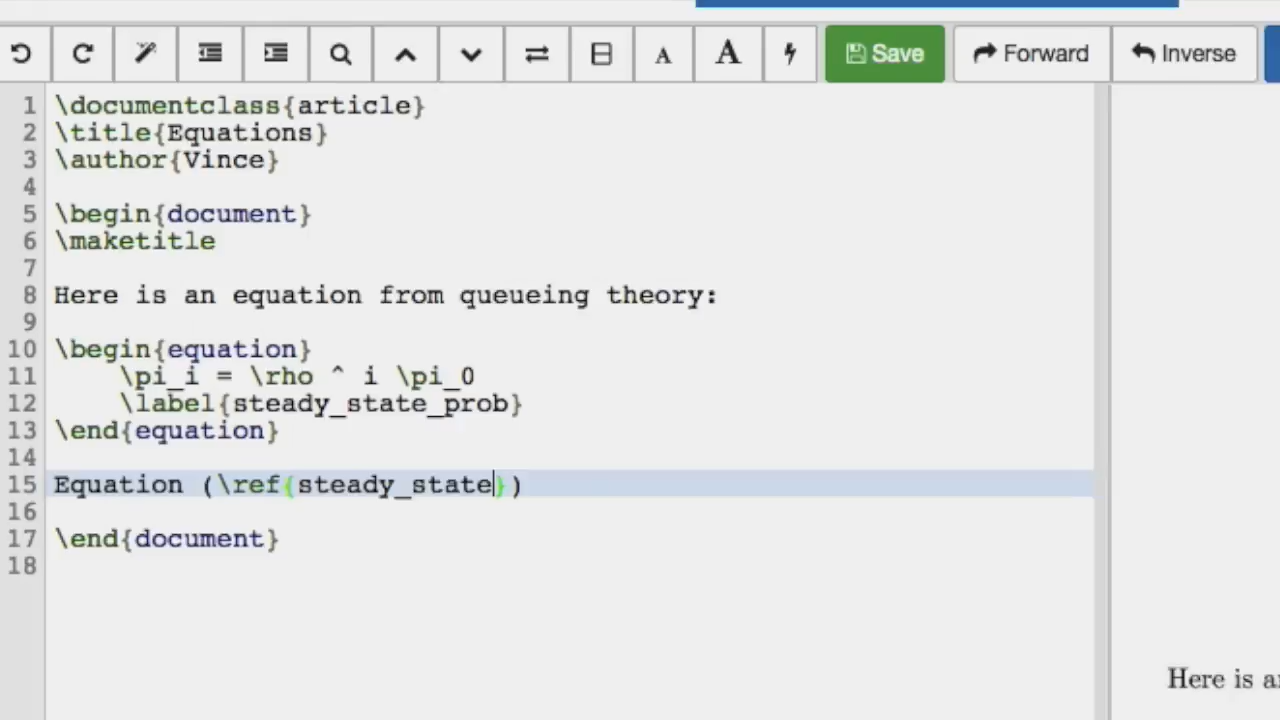 A A Save Forward Inverse
1 \documentclass{article}
2 \title{Equations}
3 \author{Vince}
4
5 \begin{document}
6 \maketitle
7
8 Here is an equation from queueing theory:
9
10 \begin{equation}
11 \pi_i = \rho ^ i \pi_0
12 \label{steady_state_prob}
13 \end{equation}
14
15 Equation (\ref{steady_state})
16
17 \end{document}
18
Here is